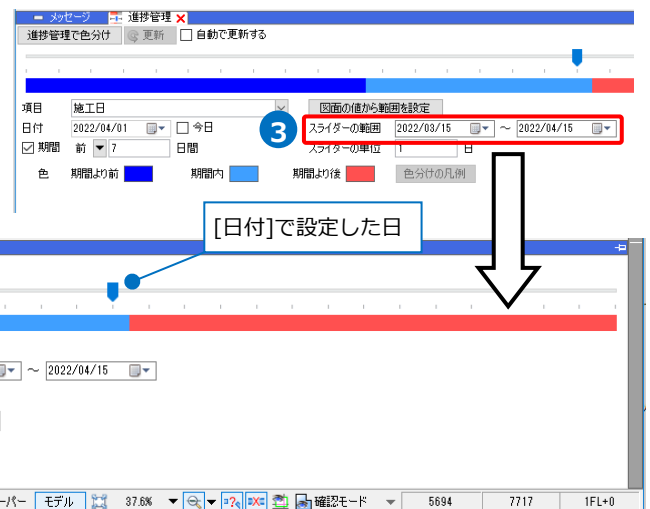 メッセージ 進捗管理
進捗管理で色分け 更新 自動で更新する
項目 施工日 図面の値から範囲を設定
日付 2022/04/01 今日 3 スライダーの範囲 2022/03/15 ～ 2022/04/15
期間 前 7 日間 スライダーの単位 1 日
色 期間より前 期間内 期間より後 色分けの凡例
[日付]で設定した日
～ 2022/04/15
ーパー モデル 37.6% 確認モード 5694 7717 1FL+0